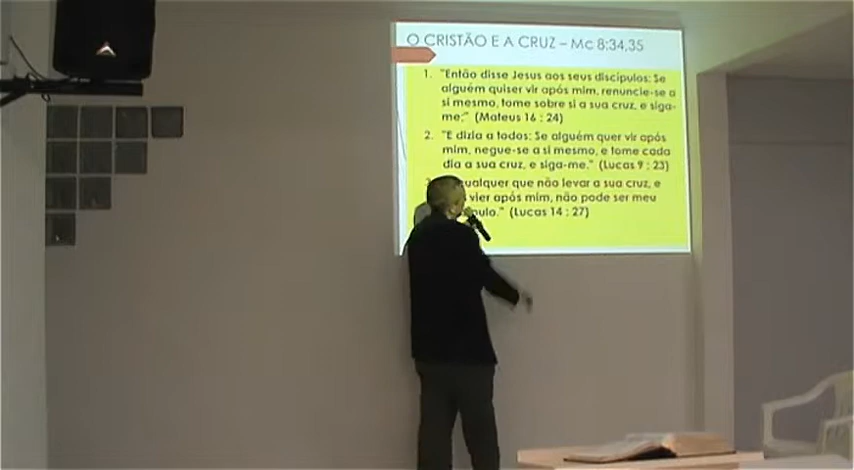 O CRISTÃO E A CRUZ – Mc 8:34,35
1. "Então disse Jesus aos seus discípulos: Se
alguém quiser vir após mim, renuncie-se a
si mesmo, tome sobre si a sua cruz, e siga-
me;" (Mateus 16 : 24)
2. "E dizia a todos: Se alguém quer vir após
mim, negue-se a si mesmo, e tome cada
dia a sua cruz, e siga-me." (Lucas 9 : 23)
ualquer que não levar a sua cruz, e
vier após mim, não pode ser meu
pulo." (Lucas 14 : 27)